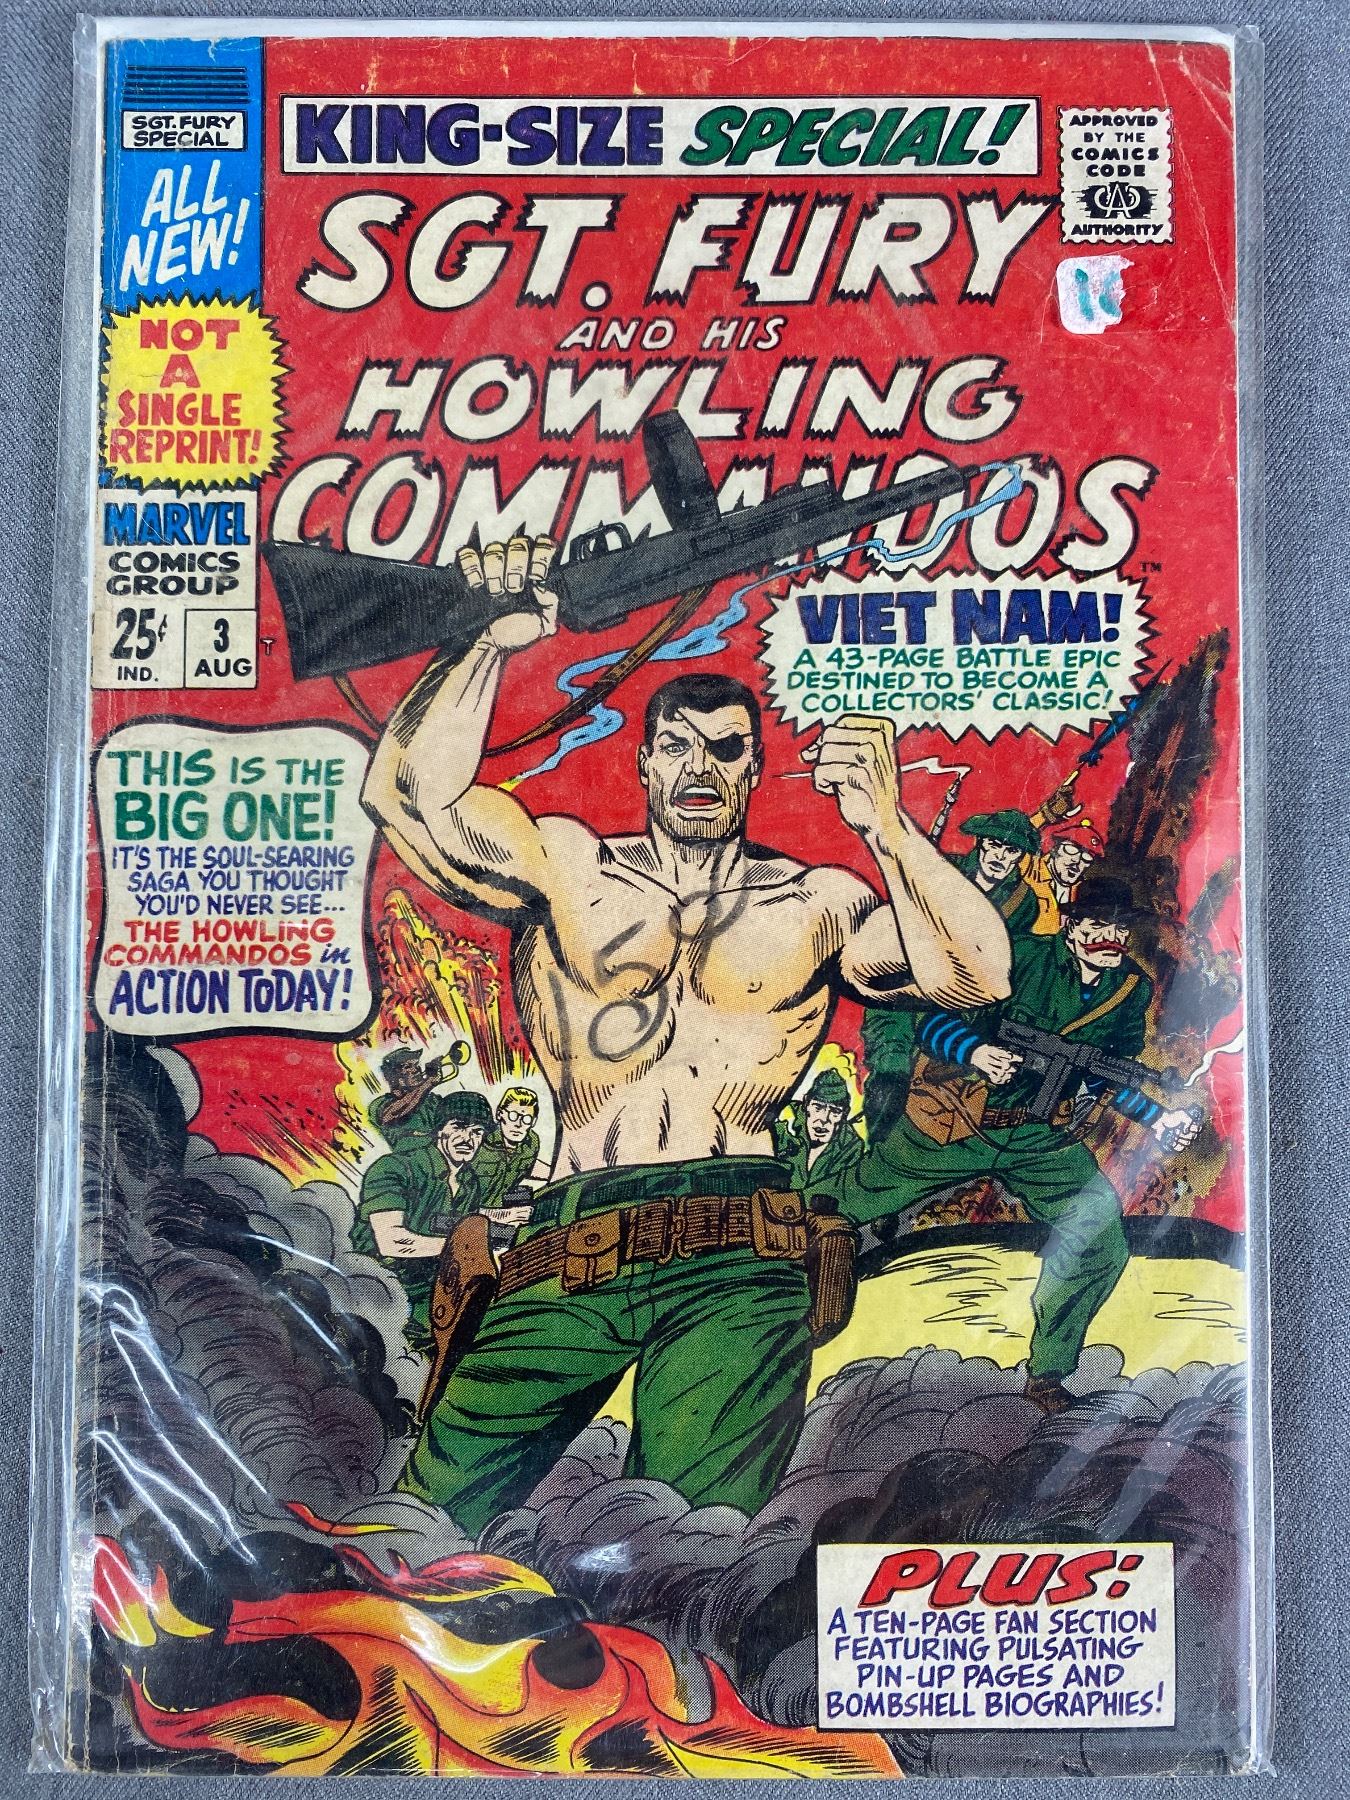 SGT. FURY
SPECIAL
ALL
NEW!
NOT
A
SINGLE
REPRINT!
MARVEL
COMICS
GROUP
25¢
IND.
3
AUG
KING-SIZE SPECIAL!
APPROVED
BY THE
COMICS
CODE
CA
AUTHORITY
SGT. FURY
AND HIS
HOWLING
COMMANDOS
TM
VIET NAM!
A 43-PAGE BATTLE EPIC
DESTINED TO BECOME A
COLLECTORS' CLASSIC!
THIS IS THE
BIG ONE!
IT'S THE SOUL-SEARING
SAGA YOU THOUGHT
YOU'D NEVER SEE...
THE HOWLING
COMMANDOS in
ACTION TODAY!
PLUS:
A TEN-PAGE FAN SECTION
FEATURING PULSATING
PIN-UP PAGES AND
BOMBSHELL BIOGRAPHIES!